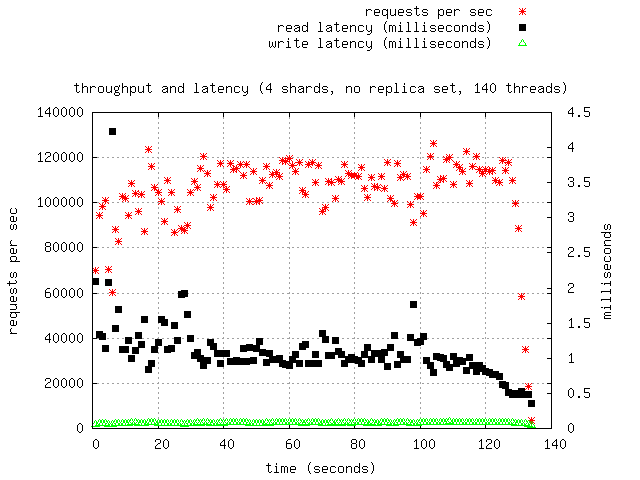 requests per sec
read latency (milliseconds)
write latency (milliseconds)
throughput and latency (4 shards, no replica set, 140 threads)
140000
120000
100000
80000
60000
40000
20000
0
requests per sec
4.5
4
3.5
3
2.5
2
1.5
1
0.5
0
milliseconds
0 20 40 60 80 100 120 140
time (seconds)